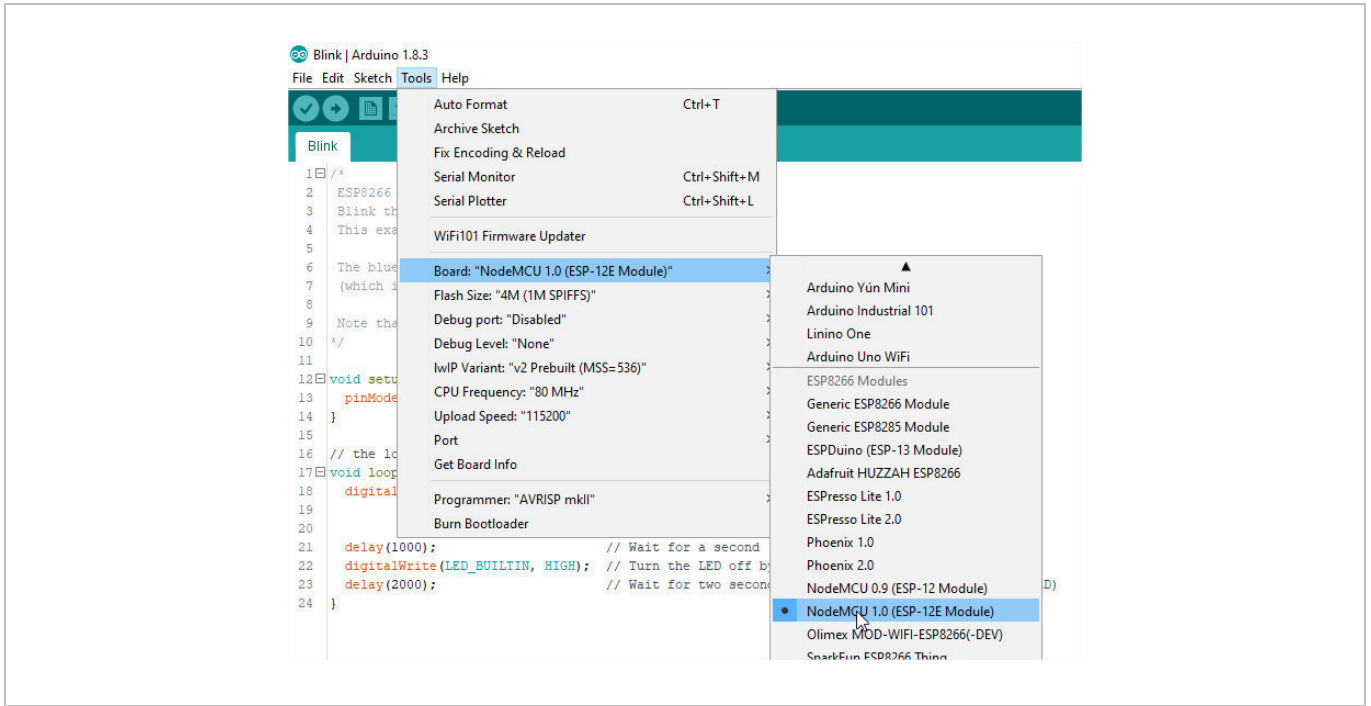 Blink | Arduino 1.8.3
File Edit Sketch Tools Help
Auto Format Ctrl+T
Archive Sketch
Fix Encoding & Reload
Serial Monitor Ctrl+Shift+M
Serial Plotter Ctrl+Shift+L
WiFi101 Firmware Updater
Board: "NodeMCU 1.0 (ESP-12E Module)"
Flash Size: "4M (1M SPIFFS)"
Debug port: "Disabled"
Debug Level: "None"
lwIP Variant: "v2 Prebuilt (MSS=536)"
CPU Frequency: "80 MHz"
Upload Speed: "115200"
Port
Get Board Info
Programmer: "AVRISP mkII"
Burn Bootloader
Arduino Yún Mini
Arduino Industrial 101
Linino One
Arduino Uno WiFi
ESP8266 Modules
Generic ESP8266 Module
Generic ESP8285 Module
ESPDuino (ESP-13 Module)
Adafruit HUZZAH ESP8266
ESPresso Lite 1.0
ESPresso Lite 2.0
Phoenix 1.0
Phoenix 2.0
NodeMCU 0.9 (ESP-12 Module)
NodeMCU 1.0 (ESP-12E Module)
Olimex MOD-WIFI-ESP8266(-DEV)
SparkFun ESP8266 Thing
Blink
1 /*
2 ESP8266
3 Blink th
4 This exa
5
6 The blue
7 (which i
8
9 Note tha
10 */
11
12 void setu
13 pinMode
14 }
15
16 // the lo
17 void loop
18 digital
19
20
21 delay(1000); // Wait for a second
22 digitalWrite(LED_BUILTIN, HIGH); // Turn the LED off by
23 delay(2000); // Wait for two second D)
24 }